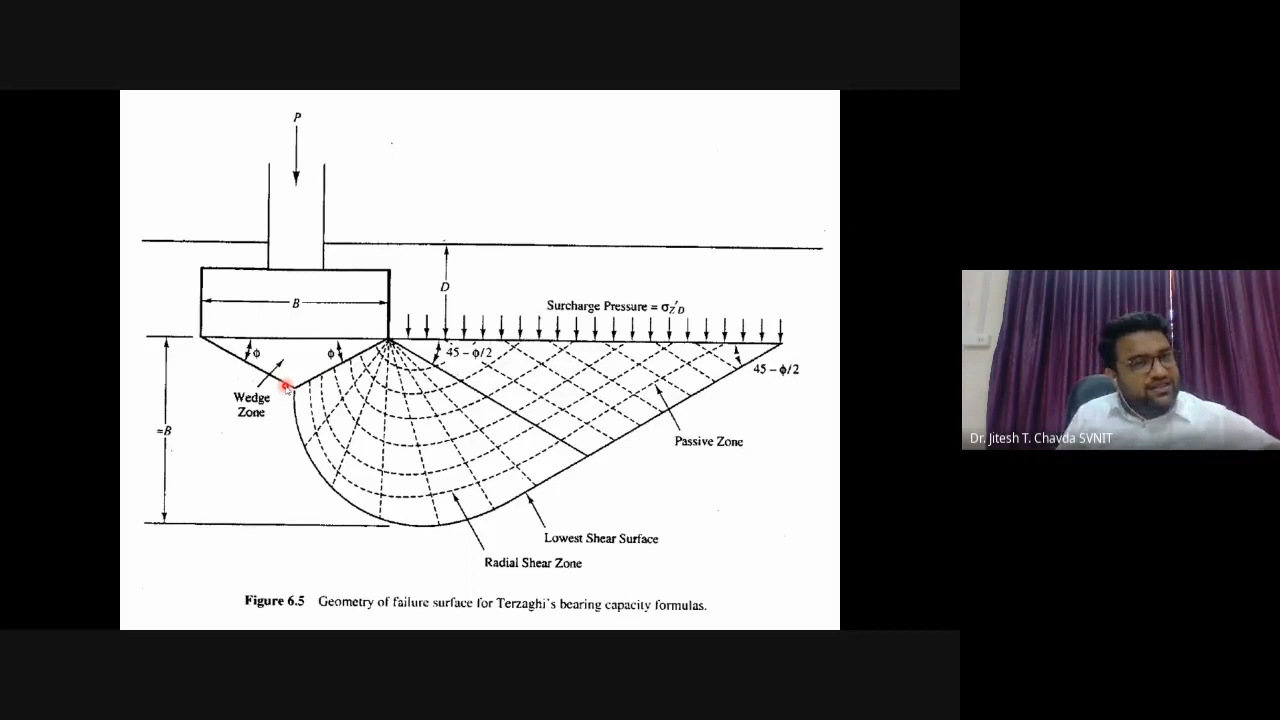 P
B
D
Surcharge Pressure = σ′zD
ϕ
ϕ
45 – ϕ/2
45 – ϕ/2
Wedge
Zone
≈B
Passive Zone
Lowest Shear Surface
Radial Shear Zone
Figure 6.5 Geometry of failure surface for Terzaghi's bearing capacity formulas.
Dr. Jitesh T. Chavda SVNIT